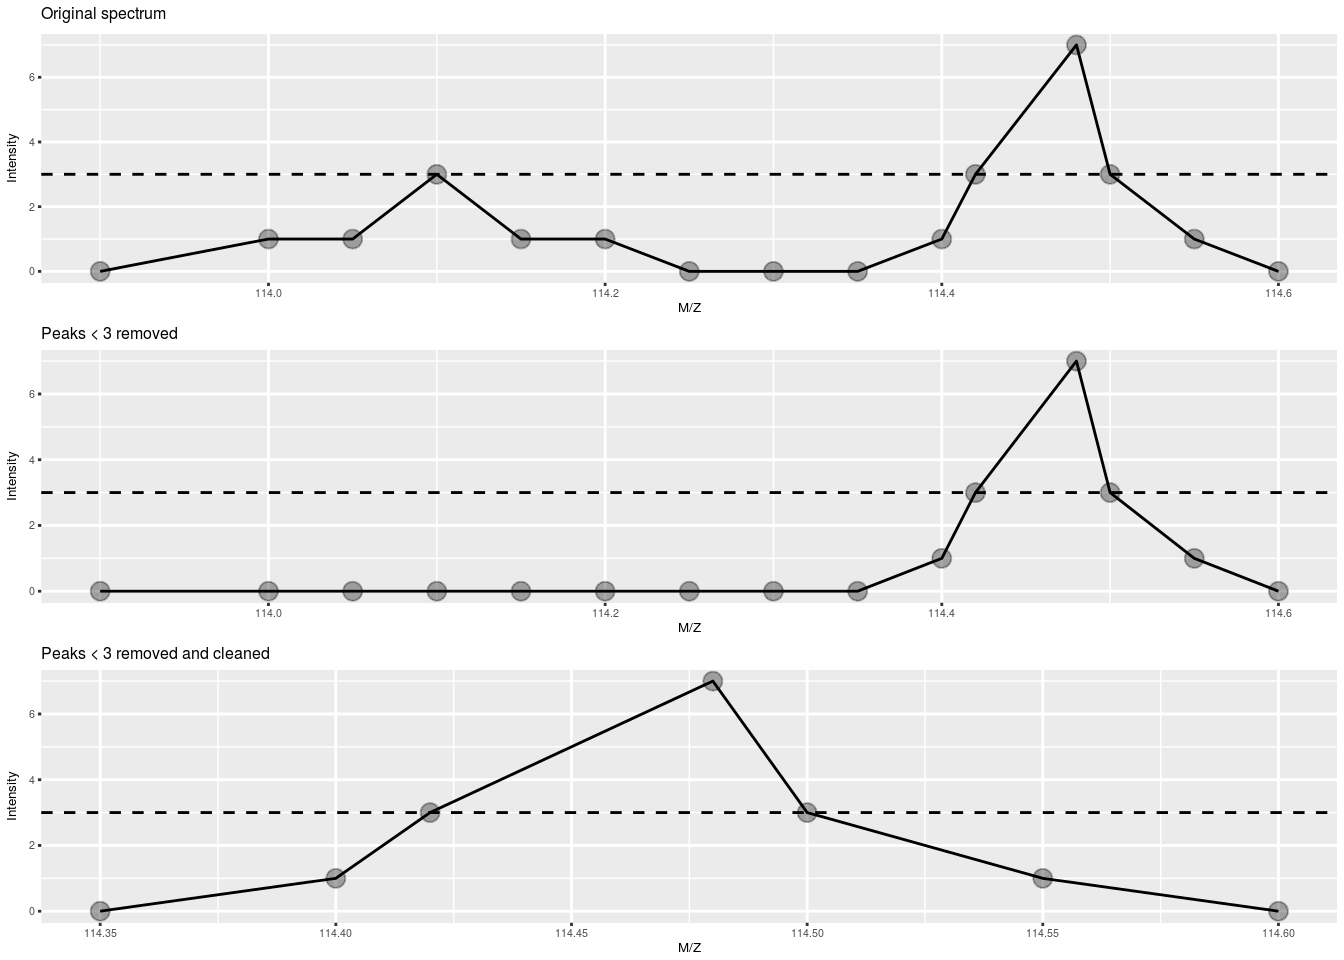 Original spectrum
Intensity
6
4
2
0
114.0 114.2 114.4 114.6
M/Z
Peaks < 3 removed
Intensity
6
4
2
0
114.0 114.2 114.4 114.6
M/Z
Peaks < 3 removed and cleaned
Intensity
6
4
2
0
114.35 114.40 114.45 114.50 114.55 114.60
M/Z